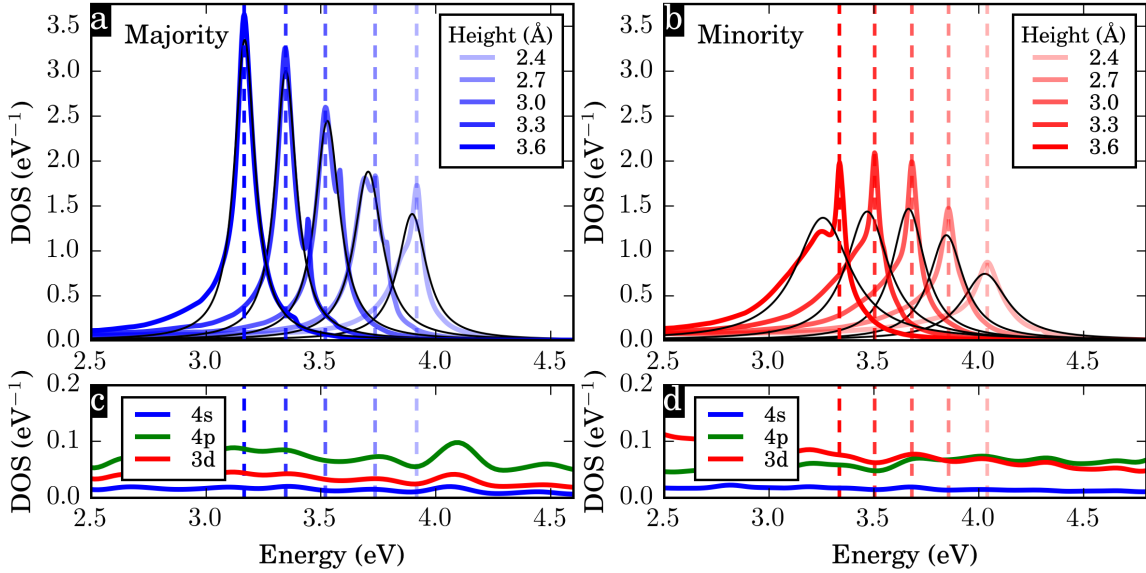 a
Majority
Height (Å)
2.4
2.7
3.0
3.3
3.6
DOS (eV⁻¹)
3.5
3.0
2.5
2.0
1.5
1.0
0.5
0.0
2.5 3.0 3.5 4.0 4.5
b
Minority
Height (Å)
2.4
2.7
3.0
3.3
3.6
DOS (eV⁻¹)
3.5
3.0
2.5
2.0
1.5
1.0
0.5
0.0
2.5 3.0 3.5 4.0 4.5
c
4s
4p
3d
DOS (eV⁻¹)
0.2
0.1
0.0
2.5 3.0 3.5 4.0 4.5
Energy (eV)
d
4s
4p
3d
DOS (eV⁻¹)
0.2
0.1
0.0
2.5 3.0 3.5 4.0 4.5
Energy (eV)